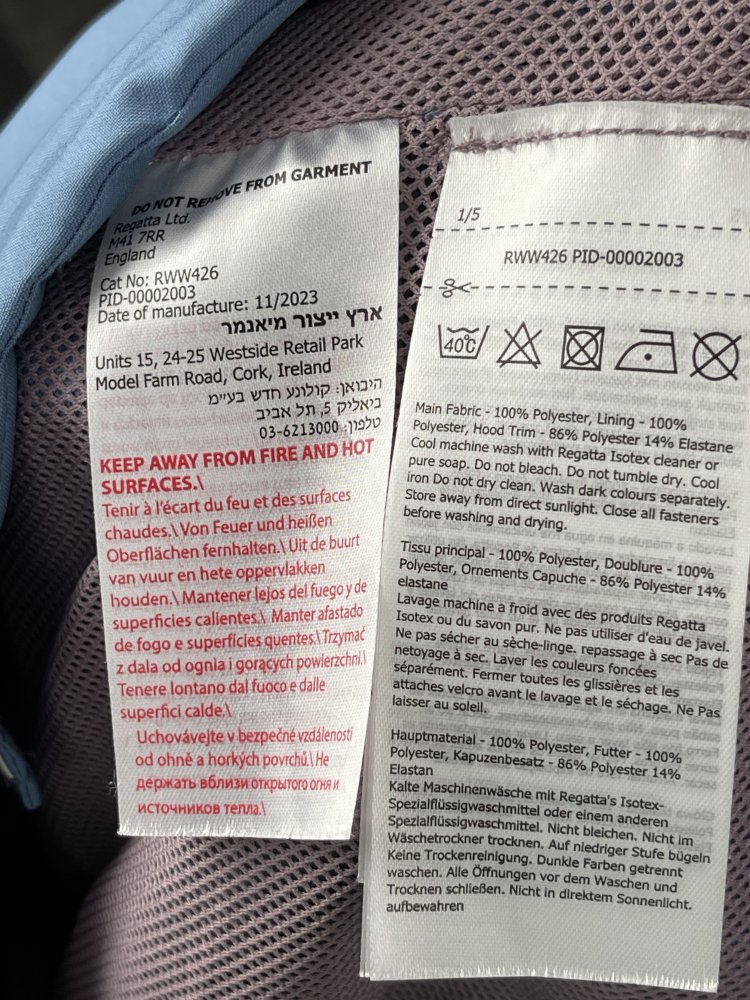 DO NOT REMOVE FROM GARMENT
Regatta Ltd.
M41 7RR
England
Cat No: RWW426
PID-00002003
Date of manufacture: 11/2023
ארץ ייצור מיאנמר
Units 15, 24-25 Westside Retail Park
Model Farm Road, Cork, Ireland
היבואן: קולונע חדש בע״מ
ביאליק 5, תל אביב
טלפון: 03-6213000
KEEP AWAY FROM FIRE AND HOT
SURFACES.\
Tenir à l'écart du feu et des surfaces
chaudes.\ Von Feuer und heißen
Oberflächen fernhalten.\ Uit de buurt
van vuur en hete oppervlakken
houden.\ Mantener lejos del fuego y de
superficies calientes.\ Manter afastado
de fogo e superfícies quentes.\ Trzymać
z dala od ognia i gorących powierzchni.\
Tenere lontano dal fuoco e dalle
superfici calde.\
Uchovávejte v bezpečné vzdálenosti
od ohně a horkých povrchů.\ Не
держать вблизи открытого огня и
источников тепла.\
1/5
RWW426 PID-00002003
40°C
Main Fabric - 100% Polyester, Lining - 100%
Polyester, Hood Trim - 86% Polyester 14% Elastane
Cool machine wash with Regatta Isotex cleaner or
pure soap. Do not bleach. Do not tumble dry. Cool
iron Do not dry clean. Wash dark colours separately.
Store away from direct sunlight. Close all fasteners
before washing and drying.
Tissu principal - 100% Polyester, Doublure - 100%
Polyester, Ornements Capuche - 86% Polyester 14%
elastane
Lavage machine a froid avec des produits Regatta
Isotex ou du savon pur. Ne pas utiliser d'eau de javel.
Ne pas sécher au sèche-linge. repassage à sec Pas de
netoyage à sec. Laver les couleurs foncées
séparément. Fermer toutes les glissières et les
attaches velcro avant le lavage et le séchage. Ne Pas
laisser au soleil.
Hauptmaterial - 100% Polyester, Futter - 100%
Polyester, Kapuzenbesatz - 86% Polyester 14%
Elastan
Kalte Maschinenwäsche mit Regatta's Isotex-
Spezialflüssigwaschmittel oder einem anderen
Spezialflüssigwaschmittel. Nicht bleichen. Nicht im
Wäschetrockner trocknen. Auf niedriger Stufe bügeln
Keine Trockenreinigung. Dunkle Farben getrennt
waschen. Alle Öffnungen vor dem Waschen und
Trocknen schließen. Nicht in direktem Sonnenlicht.
aufbewahren